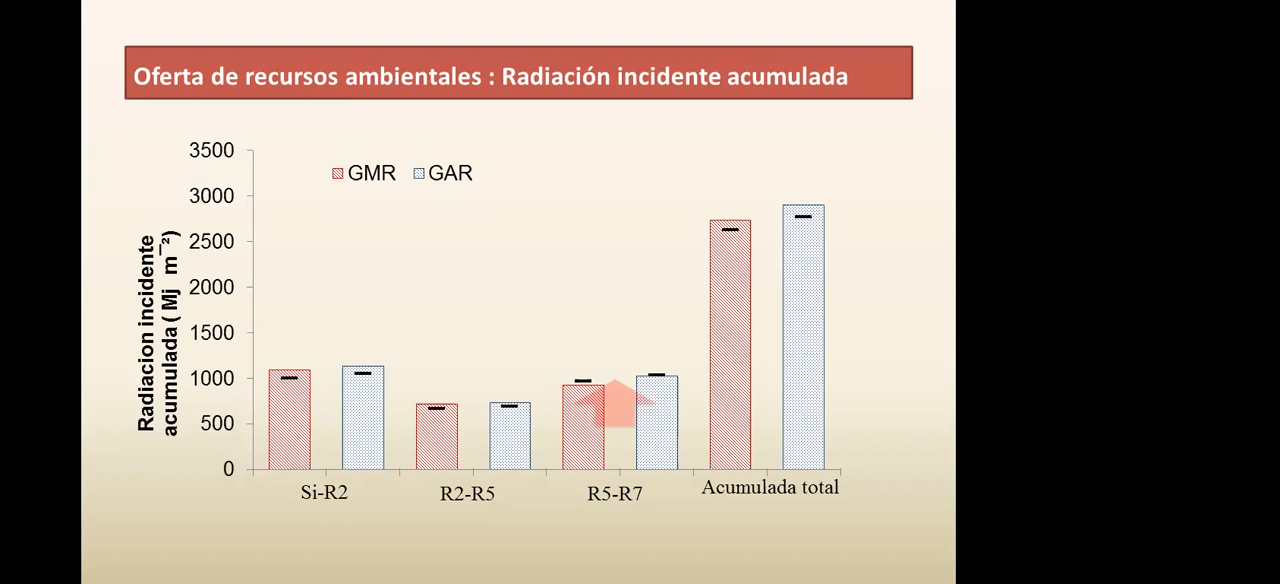 Oferta de recursos ambientales : Radiación incidente acumulada
3500
GMR GAR
3000
2500
2000
1500
1000
500
0
Radiacion incidente
acumulada ( Mj m⁻²)
Si-R2 R2-R5 R5-R7 Acumulada total